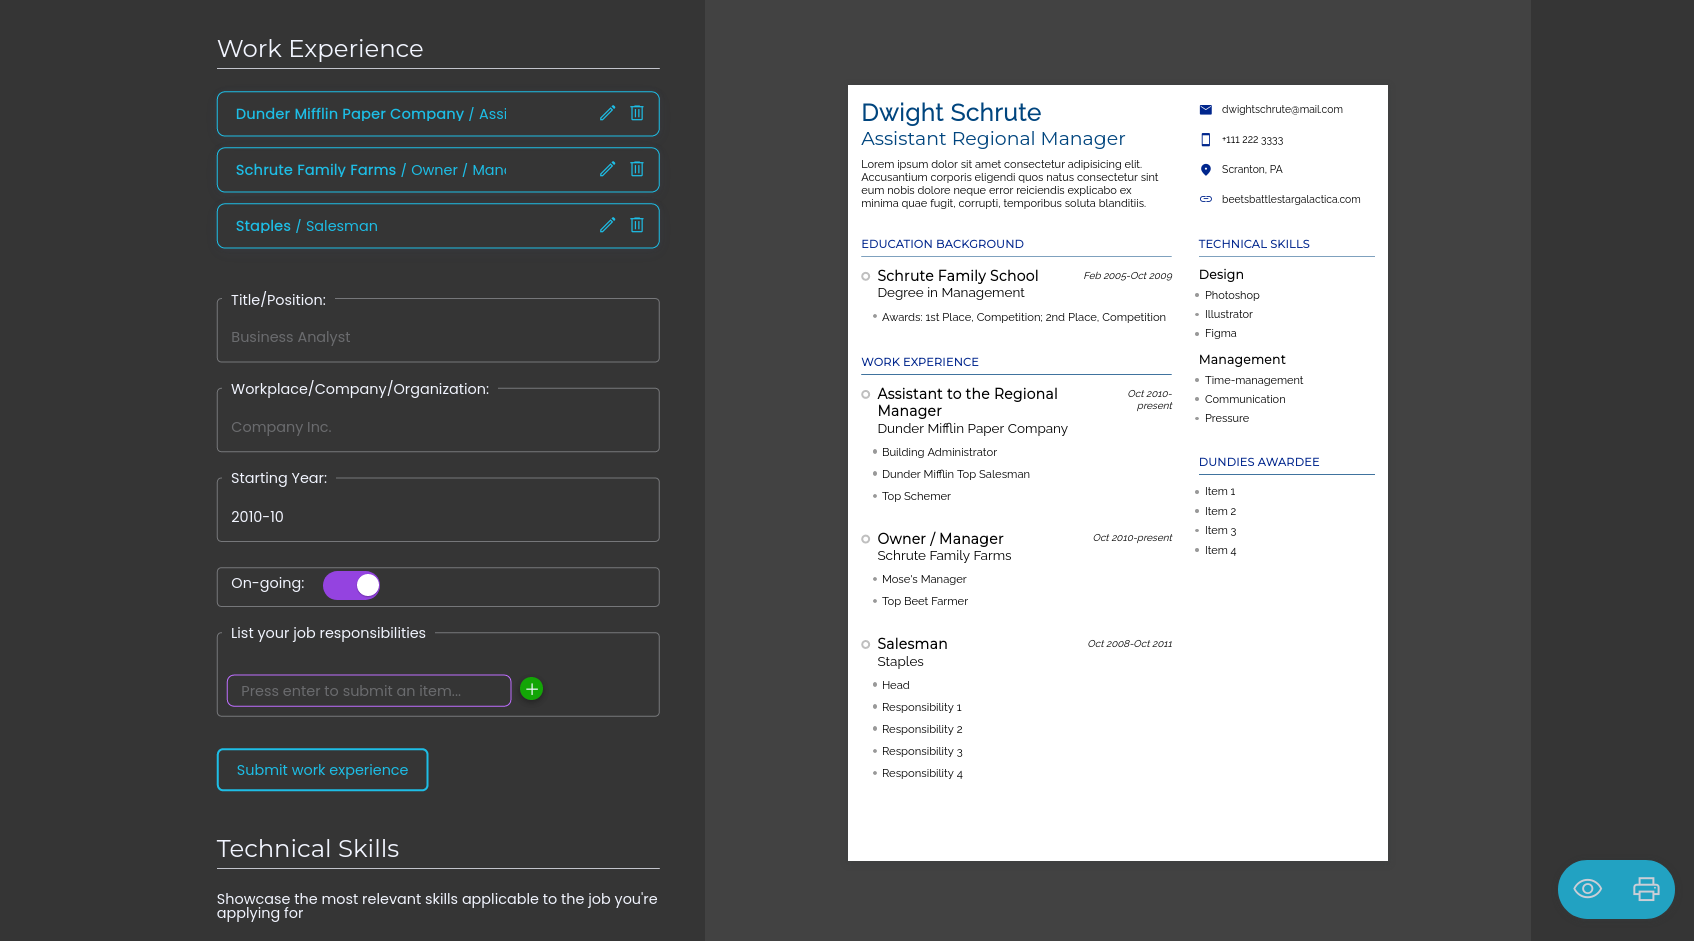 Work Experience
Dunder Mifflin Paper Company / Assi
Schrute Family Farms / Owner / Man
Staples / Salesman
Title/Position:
Business Analyst
Workplace/Company/Organization:
Company Inc.
Starting Year:
2010-10
On-going:
List your job responsibilities
Press enter to submit an item...
Submit work experience
Technical Skills
Showcase the most relevant skills applicable to the job you're
applying for
Dwight Schrute
Assistant Regional Manager
Lorem ipsum dolor sit amet consectetur adipisicing elit.
Accusantium corporis eligendi quos natus consectetur sint
eum nobis dolore neque error reiciendis explicabo ex
minima quae fugit, corrupti, temporibus soluta blanditiis.
EDUCATION BACKGROUND
Schrute Family School
Feb 2005-Oct 2009
Degree in Management
Awards: 1st Place, Competition; 2nd Place, Competition
WORK EXPERIENCE
Assistant to the Regional
Manager
Oct 2010-
present
Dunder Mifflin Paper Company
Building Administrator
Dunder Mifflin Top Salesman
Top Schemer
Owner / Manager
Oct 2010-present
Schrute Family Farms
Mose's Manager
Top Beet Farmer
Salesman
Oct 2008-Oct 2011
Staples
Head
Responsibility 1
Responsibility 2
Responsibility 3
Responsibility 4
dwightschrute@mail.com
+111 222 3333
Scranton, PA
beetsbattlestargalactica.com
TECHNICAL SKILLS
Design
Photoshop
Illustrator
Figma
Management
Time-management
Communication
Pressure
DUNDIES AWARDEE
Item 1
Item 2
Item 3
Item 4